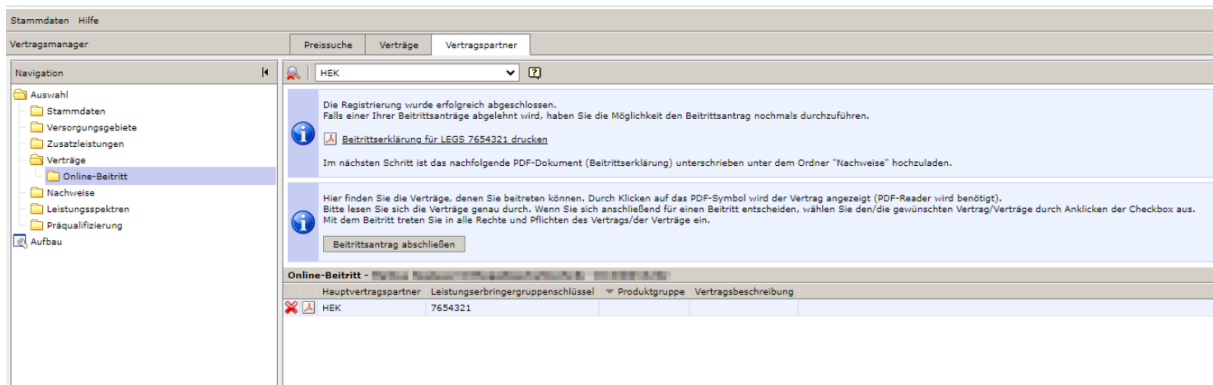 Stammdaten Hilfe
Vertragsmanager
Preissuche Verträge Vertragspartner
Navigation
HEK
Auswahl
Stammdaten
Versorgungsgebiete
Zusatzleistungen
Verträge
Online-Beitritt
Nachweise
Leistungsspektren
Präqualifizierung
Aufbau
Die Registrierung wurde erfolgreich abgeschlossen.
Falls einer Ihrer Beitrittsanträge abgelehnt wird, haben Sie die Möglichkeit den Beitrittsantrag nochmals durchzuführen.
Beitrittserklärung für LEGS 7654321 drucken
Im nächsten Schritt ist das nachfolgende PDF-Dokument (Beitrittserklärung) unterschrieben unter dem Ordner "Nachweise" hochzuladen.
Hier finden Sie die Verträge, denen Sie beitreten können. Durch Klicken auf das PDF-Symbol wird der Vertrag angezeigt (PDF-Reader wird benötigt).
Bitte lesen Sie sich die Verträge genau durch. Wenn Sie sich anschließend für einen Beitritt entscheiden, wählen Sie den/die gewünschten Vertrag/Verträge durch Anklicken der Checkbox aus.
Mit dem Beitritt treten Sie in alle Rechte und Pflichten des Vertrags/der Verträge ein.
Beitrittsantrag abschließen
Online-Beitritt -
Hauptvertragspartner Leistungserbringergruppenschlüssel Produktgruppe Vertragsbeschreibung
HEK 7654321